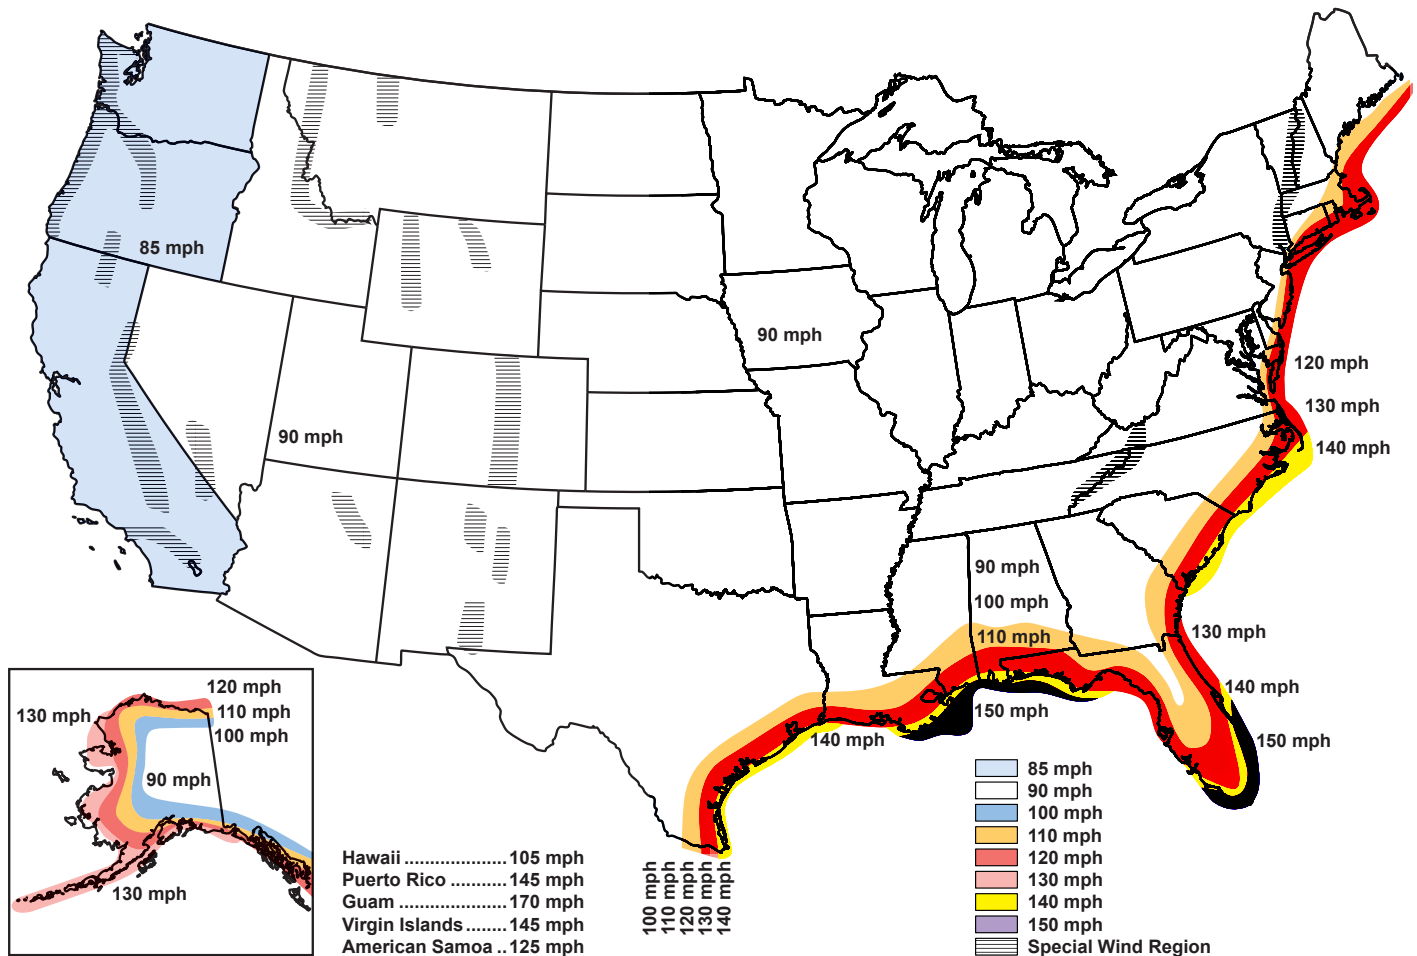 85 mph
90 mph
90 mph
120 mph
130 mph
140 mph
90 mph
100 mph
110 mph
130 mph
140 mph
150 mph
150 mph
140 mph
120 mph
110 mph
100 mph
130 mph
90 mph
130 mph
100 mph
110 mph
120 mph
130 mph
140 mph
Hawaii .................... 105 mph
Puerto Rico ........... 145 mph
Guam ..................... 170 mph
Virgin Islands ........ 145 mph
American Samoa .. 125 mph
85 mph
90 mph
100 mph
110 mph
120 mph
130 mph
140 mph
150 mph
Special Wind Region